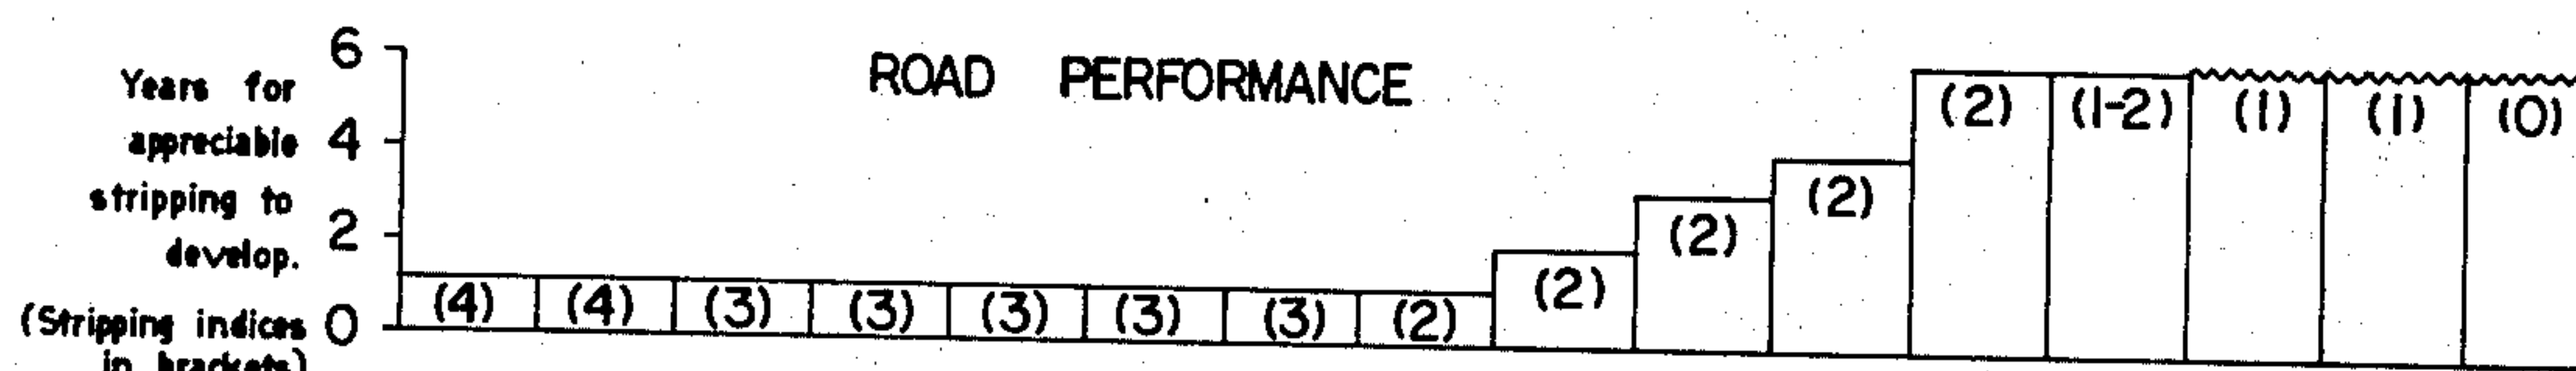 ROAD PERFORMANCE
Years for
appreciable
stripping to
develop.
(Stripping indices
in brackets)
6
4
2
0
(4) (4) (3) (3) (3) (3) (3) (2) (2) (2) (2) (2) (1-2) (1) (1) (0)